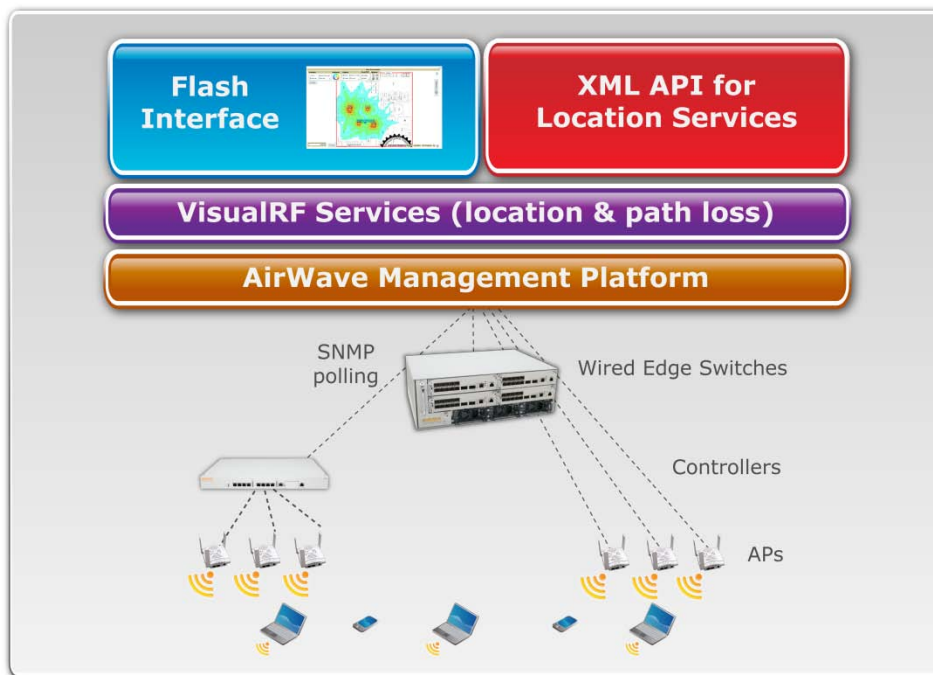 Flash
Interface
XML API for
Location Services
VisualRF Services (location & path loss)
AirWave Management Platform
SNMP
polling
Wired Edge Switches
Controllers
APs